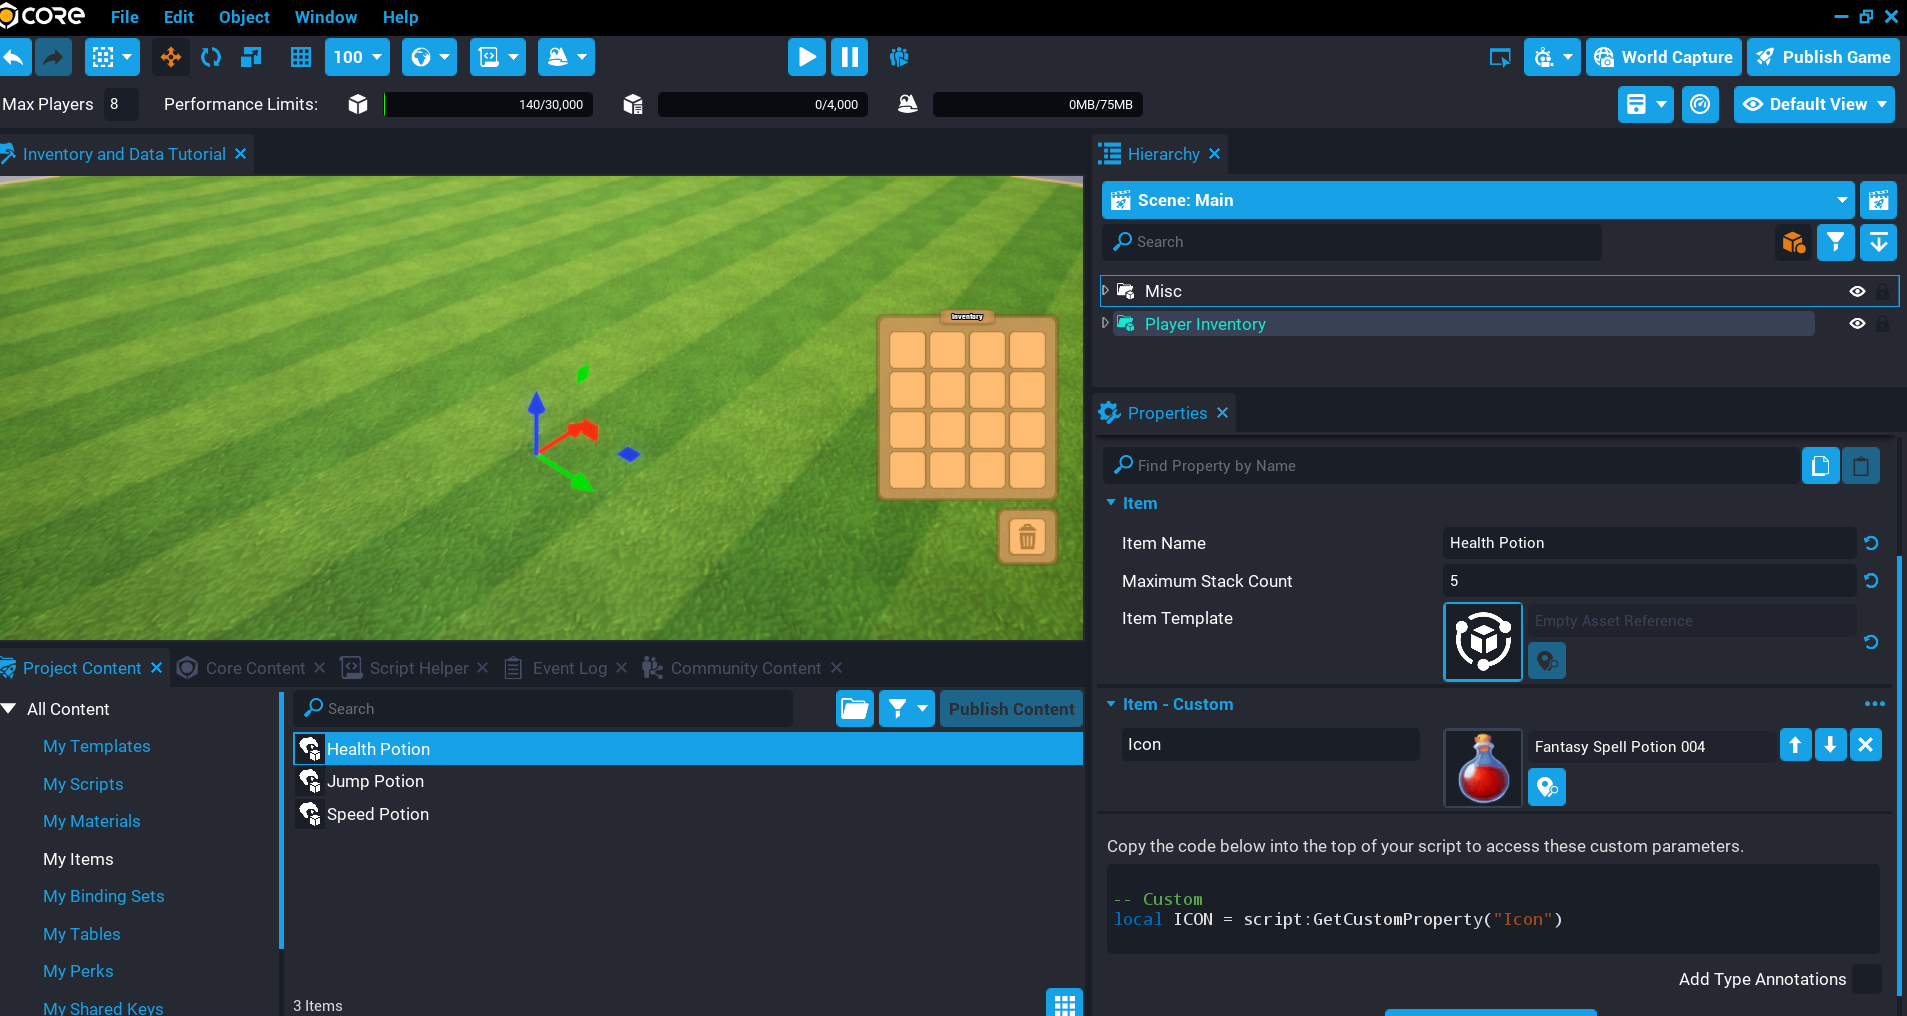 CORE File Edit Object Window Help
100 World Capture Publish Game
Max Players 8 Performance Limits: 140/30,000 0/4,000 0MB/75MB Default View
Inventory and Data Tutorial
Inventory
Hierarchy
Scene: Main
Search
Misc
Player Inventory
Properties
Find Property by Name
Item
Item Name Health Potion
Maximum Stack Count 5
Item Template Empty Asset Reference
Item - Custom
Icon Fantasy Spell Potion 004
Copy the code below into the top of your script to access these custom parameters.
-- Custom
local ICON = script:GetCustomProperty("Icon")
Add Type Annotations
Project Content Core Content Script Helper Event Log Community Content
All Content
My Templates
My Scripts
My Materials
My Items
My Binding Sets
My Tables
My Perks
My Shared Keys
Search Publish Content
Health Potion
Jump Potion
Speed Potion
3 Items